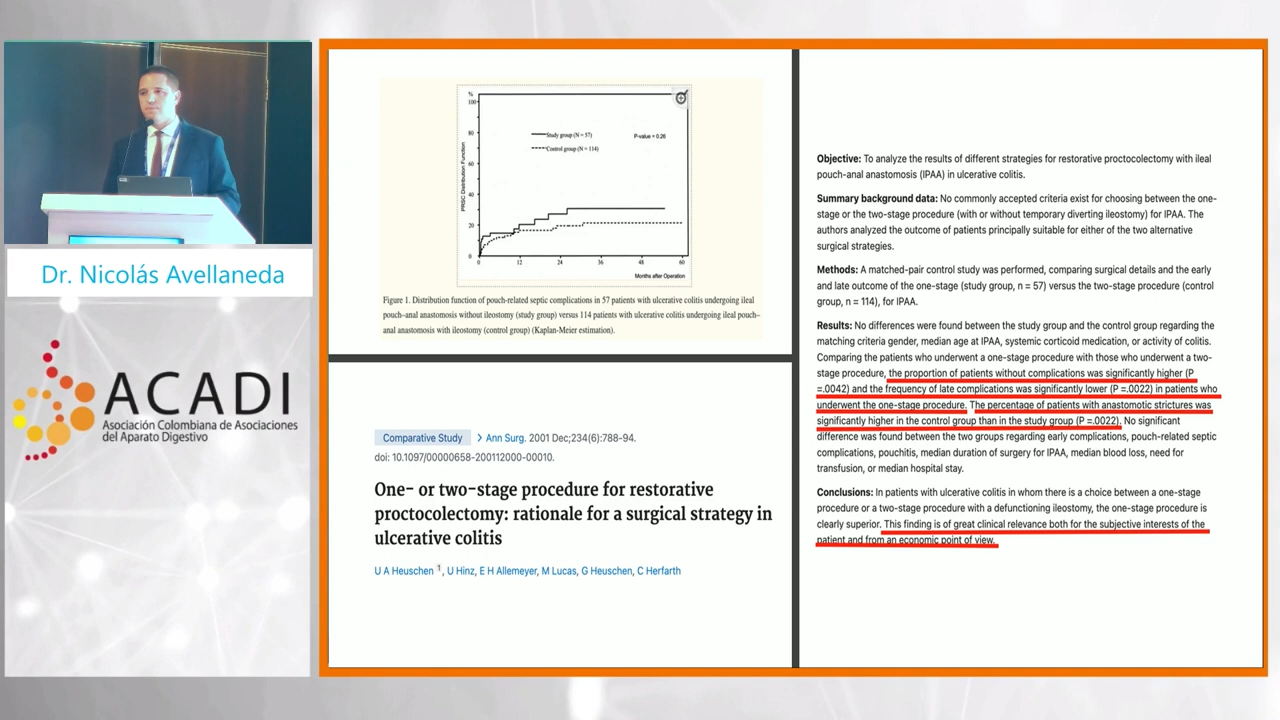 Dr. Nicolás Avellaneda
ACADI
Asociación Colombiana de Asociaciones
del Aparato Digestivo
%
100
80
60
40
20
0
PRSC Distribution Function
Study group (N = 57)
Control group (N = 114)
P-value = 0.26
0 12 24 36 48 60
Months after Operation
Figure 1. Distribution function of pouch-related septic complications in 57 patients with ulcerative colitis undergoing ileal
pouch–anal anastomosis without ileostomy (study group) versus 114 patients with ulcerative colitis undergoing ileal pouch–
anal anastomosis with ileostomy (control group) (Kaplan-Meier estimation).
Comparative Study > Ann Surg. 2001 Dec;234(6):788-94.
doi: 10.1097/00000658-200112000-00010.
One- or two-stage procedure for restorative
proctocolectomy: rationale for a surgical strategy in
ulcerative colitis
U A Heuschen 1, U Hinz, E H Allemeyer, M Lucas, G Heuschen, C Herfarth
Objective: To analyze the results of different strategies for restorative proctocolectomy with ileal
pouch-anal anastomosis (IPAA) in ulcerative colitis.
Summary background data: No commonly accepted criteria exist for choosing between the one-
stage or the two-stage procedure (with or without temporary diverting ileostomy) for IPAA. The
authors analyzed the outcome of patients principally suitable for either of the two alternative
surgical strategies.
Methods: A matched-pair control study was performed, comparing surgical details and the early
and late outcome of the one-stage (study group, n = 57) versus the two-stage procedure (control
group, n = 114), for IPAA.
Results: No differences were found between the study group and the control group regarding the
matching criteria gender, median age at IPAA, systemic corticoid medication, or activity of colitis.
Comparing the patients who underwent a one-stage procedure with those who underwent a two-
stage procedure, the proportion of patients without complications was significantly higher (P
=.0042) and the frequency of late complications was significantly lower (P =.0022) in patients who
underwent the one-stage procedure. The percentage of patients with anastomotic strictures was
significantly higher in the control group than in the study group (P =.0022). No significant
difference was found between the two groups regarding early complications, pouch-related septic
complications, pouchitis, median duration of surgery for IPAA, median blood loss, need for
transfusion, or median hospital stay.
Conclusions: In patients with ulcerative colitis in whom there is a choice between a one-stage
procedure or a two-stage procedure with a defunctioning ileostomy, the one-stage procedure is
clearly superior. This finding is of great clinical relevance both for the subjective interests of the
patient and from an economic point of view.